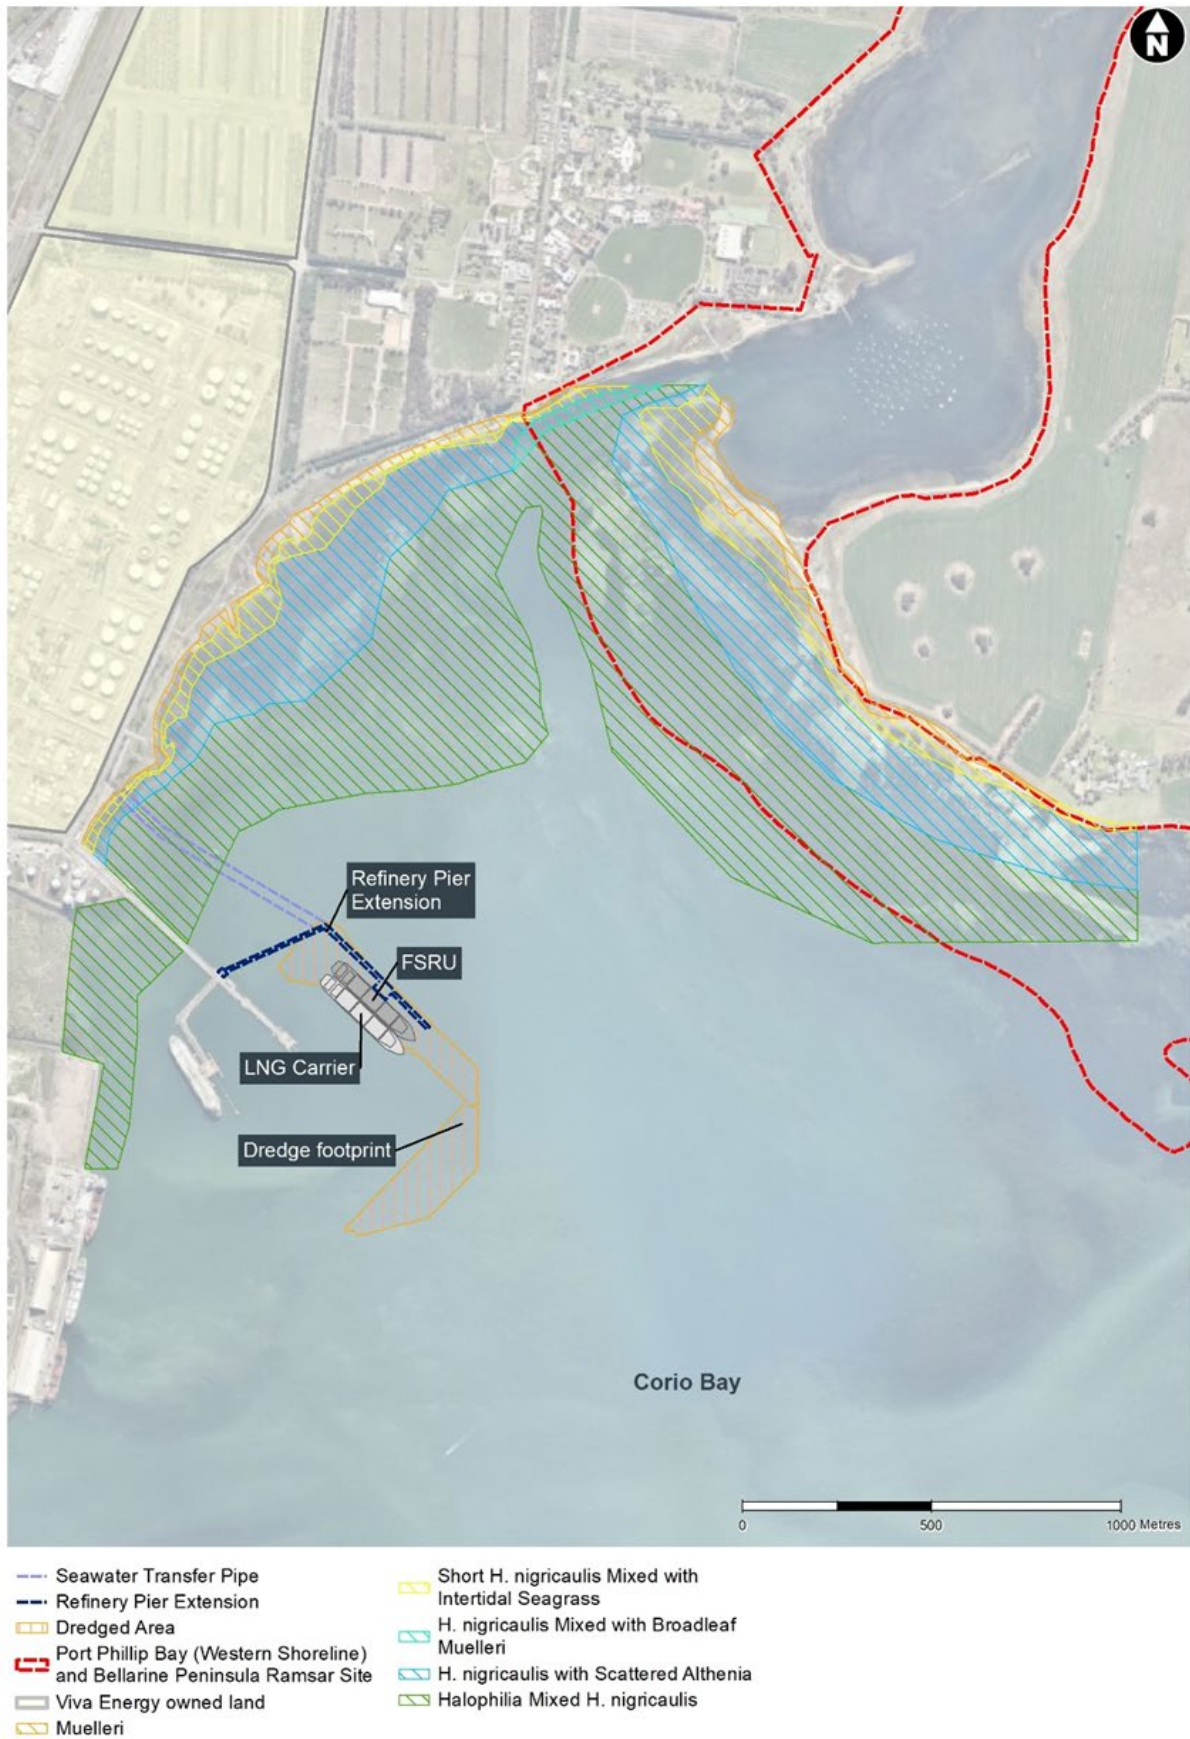 N
Refinery Pier
Extension
FSRU
LNG Carrier
Dredge footprint
Corio Bay
0 500 1000 Metres
Seawater Transfer Pipe
Refinery Pier Extension
Dredged Area
Port Phillip Bay (Western Shoreline)
and Bellarine Peninsula Ramsar Site
Viva Energy owned land
Muelleri
Short H. nigricaulis Mixed with
Intertidal Seagrass
H. nigricaulis Mixed with Broadleaf
Muelleri
H. nigricaulis with Scattered Althenia
Halophilia Mixed H. nigricaulis